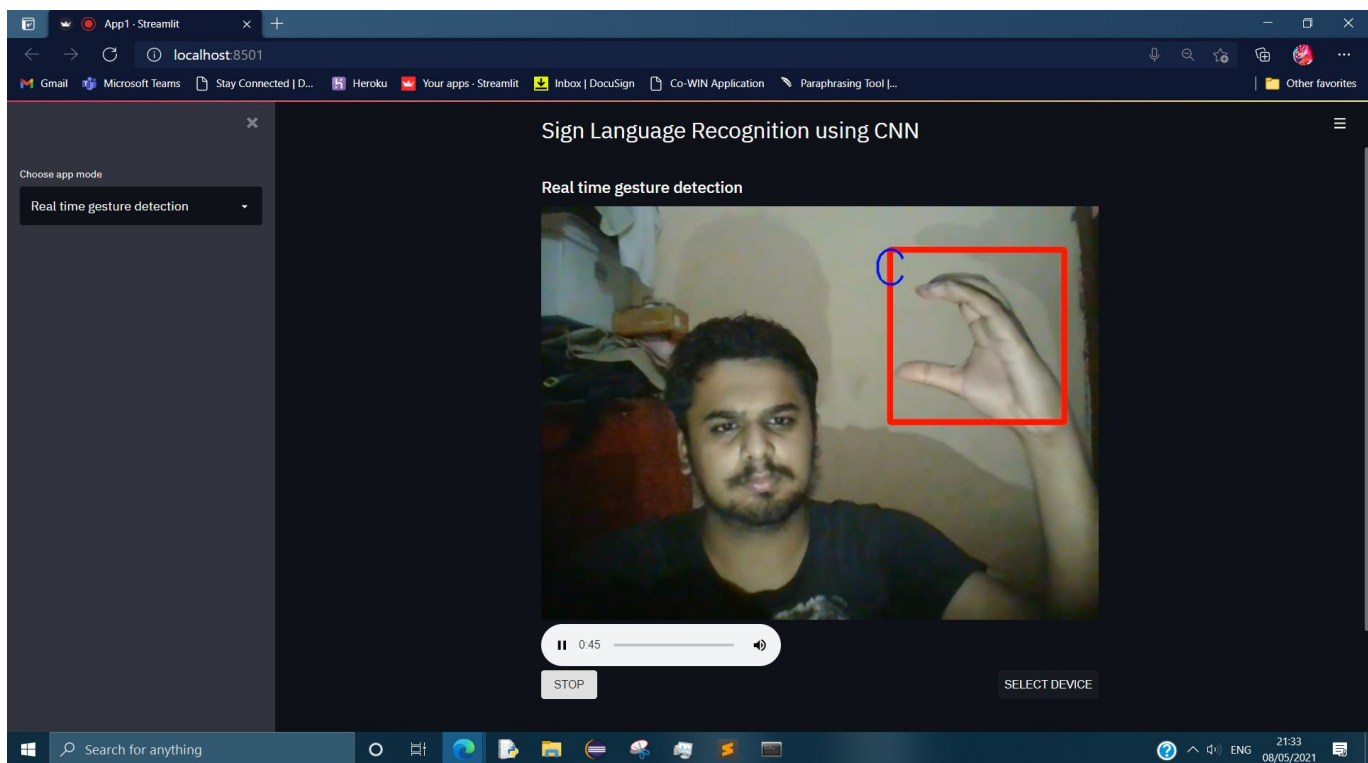 App1 · Streamlit
localhost:8501
Gmail Microsoft Teams Stay Connected | D... Heroku Your apps · Streamlit Inbox | DocuSign Co-WIN Application Paraphrasing Tool |... Other favorites
Sign Language Recognition using CNN
Choose app mode
Real time gesture detection
Real time gesture detection
C
0:45
STOP
SELECT DEVICE
Search for anything
ENG
21:33
08/05/2021